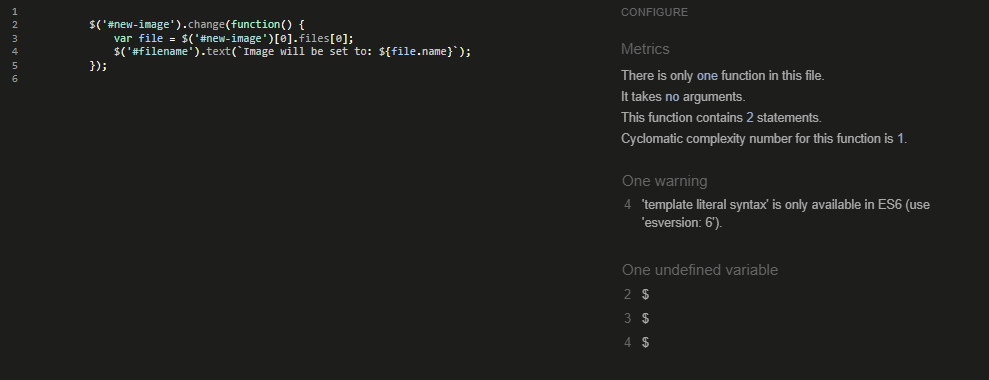 1
2 $('#new-image').change(function() {
3 var file = $('#new-image')[0].files[0];
4 $('#filename').text(`Image will be set to: ${file.name}`);
5 });
6
CONFIGURE
Metrics
There is only one function in this file.
It takes no arguments.
This function contains 2 statements.
Cyclomatic complexity number for this function is 1.
One warning
4 'template literal syntax' is only available in ES6 (use
'esversion: 6').
One undefined variable
2 $
3 $
4 $